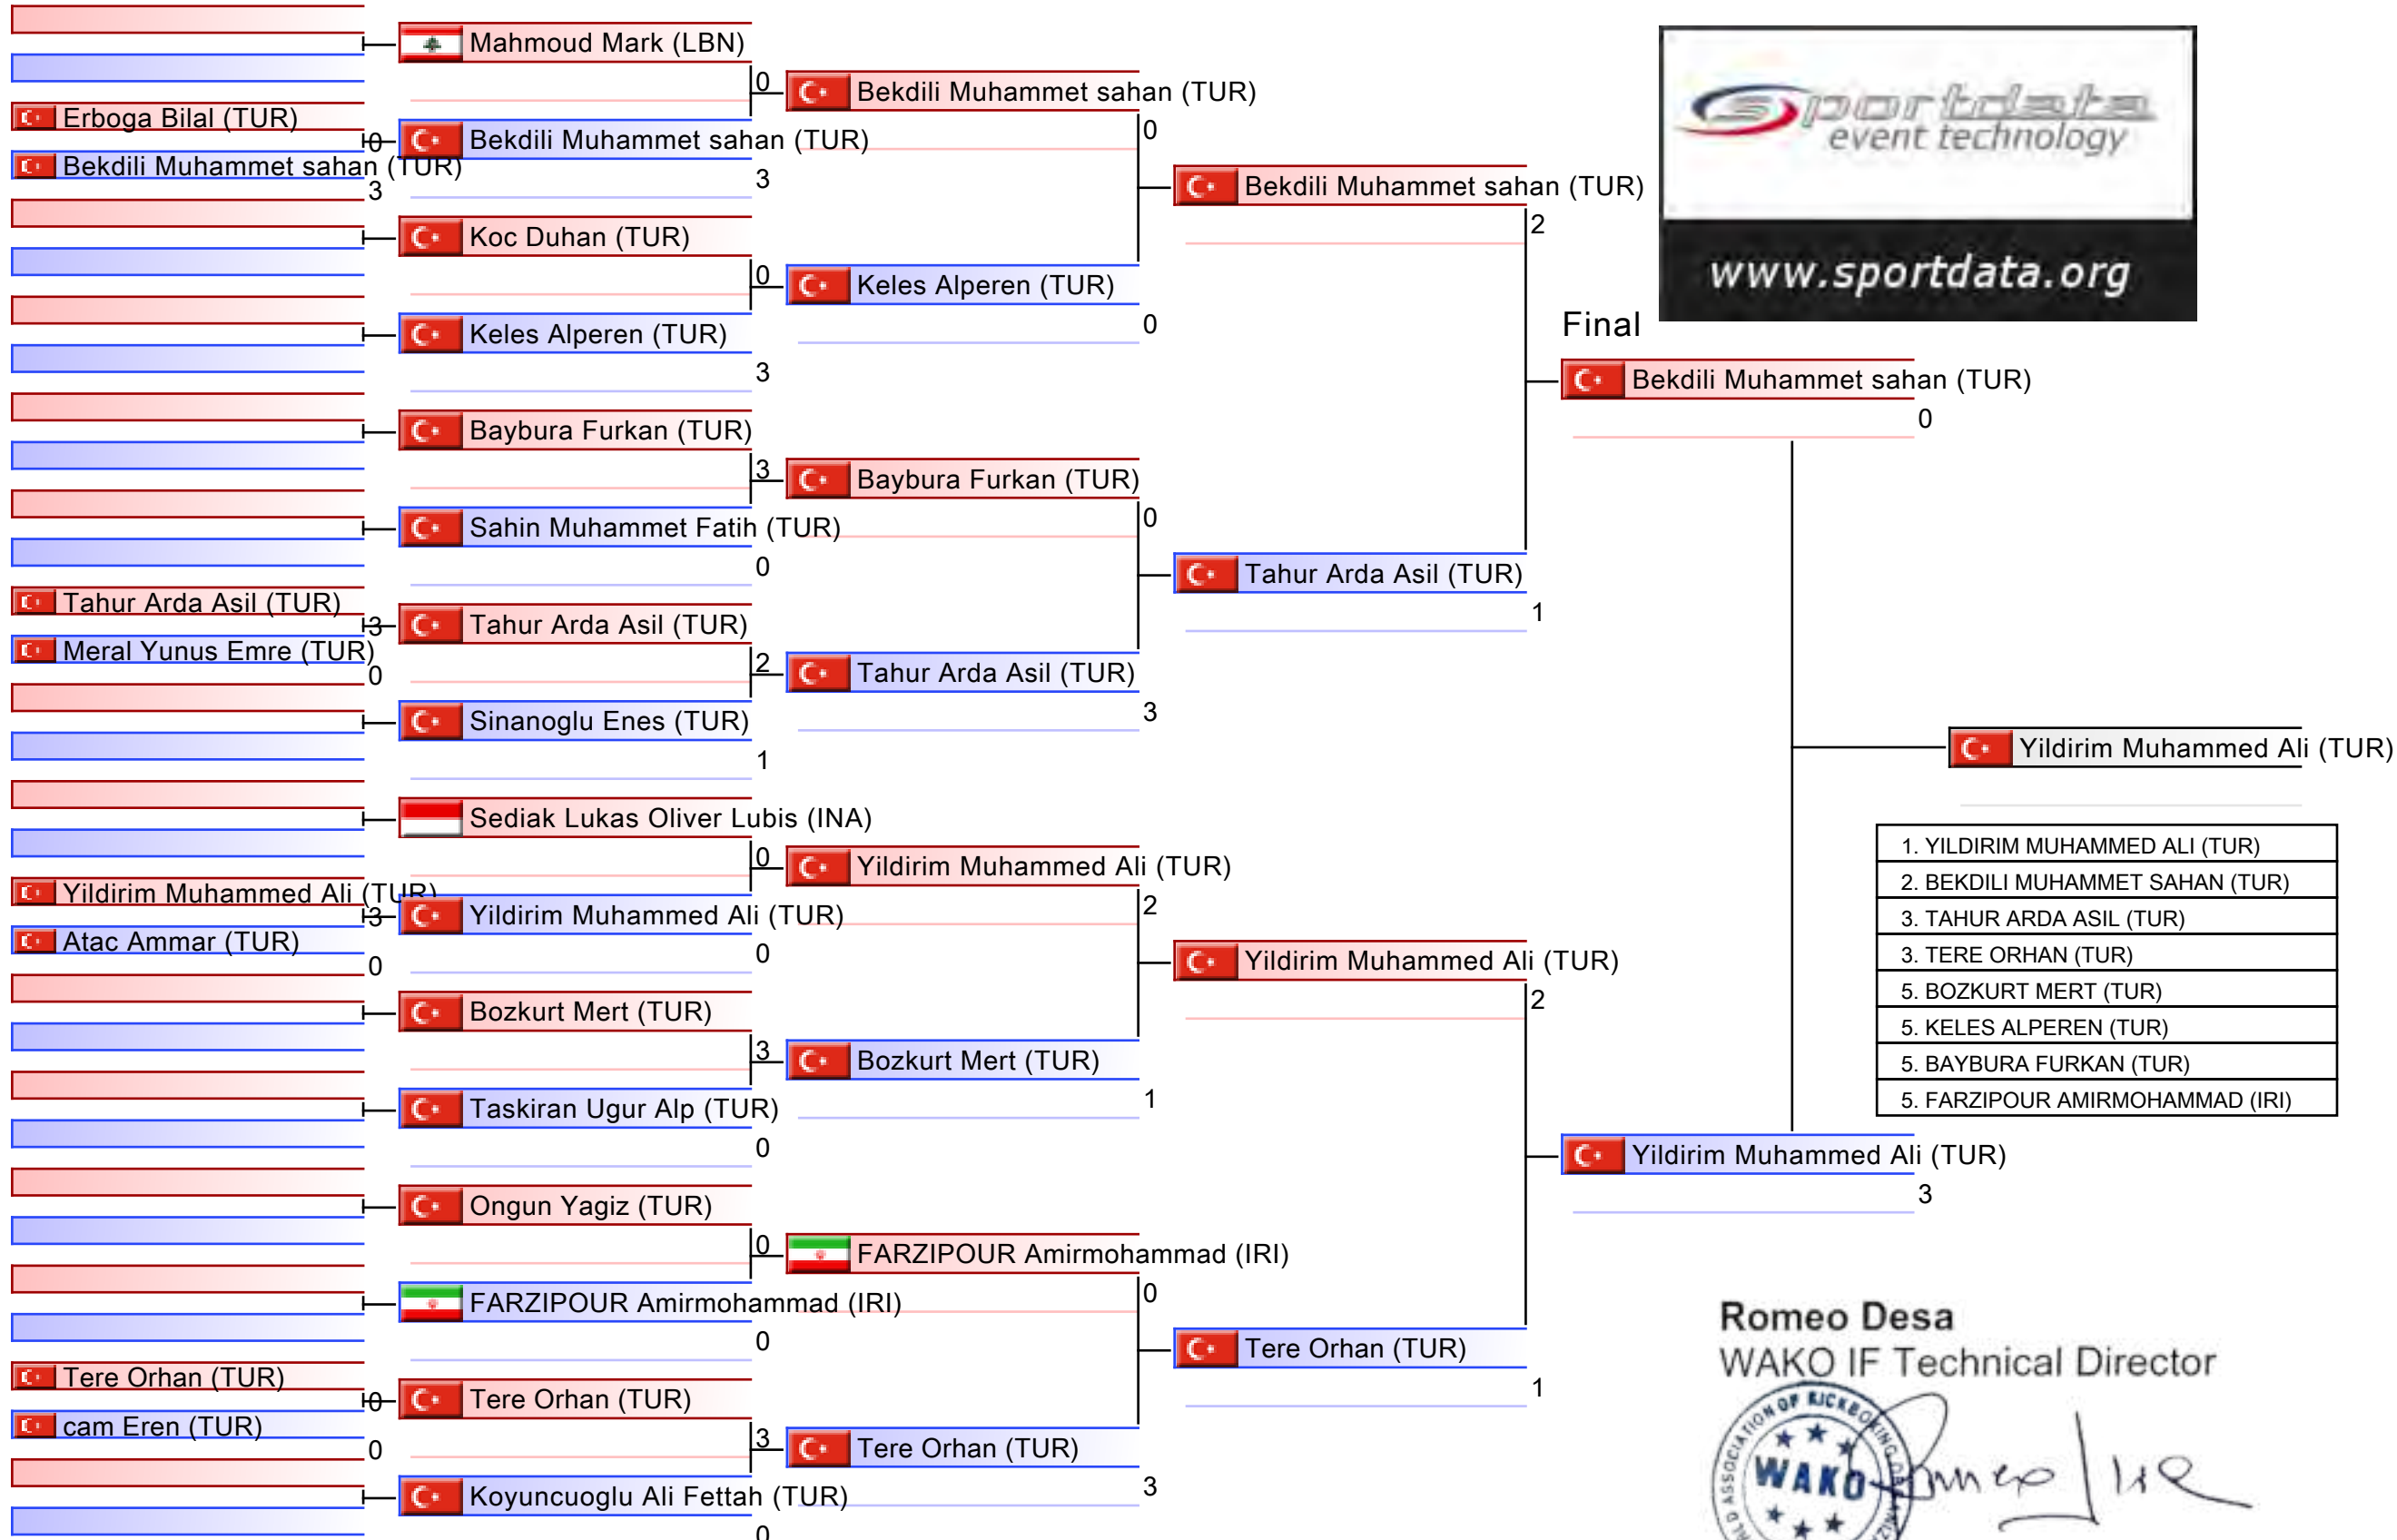 Erboga Bilal (TUR)
0
Bekdili Muhammet sahan (TUR)
3
Tahur Arda Asil (TUR)
3
Meral Yunus Emre (TUR)
0
Yildirim Muhammed Ali (TUR)
3
Atac Ammar (TUR)
0
Tere Orhan (TUR)
0
cam Eren (TUR)
0
Mahmoud Mark (LBN)
0
Bekdili Muhammet sahan (TUR)
3
Koc Duhan (TUR)
0
Keles Alperen (TUR)
3
Baybura Furkan (TUR)
3
Sahin Muhammet Fatih (TUR)
0
Tahur Arda Asil (TUR)
2
Sinanoglu Enes (TUR)
1
Sediak Lukas Oliver Lubis (INA)
0
Yildirim Muhammed Ali (TUR)
0
Bozkurt Mert (TUR)
3
Taskiran Ugur Alp (TUR)
0
Ongun Yagiz (TUR)
0
FARZIPOUR Amirmohammad (IRI)
0
Tere Orhan (TUR)
3
Koyuncuoglu Ali Fettah (TUR)
0
Bekdili Muhammet sahan (TUR)
0
Keles Alperen (TUR)
0
Baybura Furkan (TUR)
0
Tahur Arda Asil (TUR)
3
Yildirim Muhammed Ali (TUR)
2
Bozkurt Mert (TUR)
1
FARZIPOUR Amirmohammad (IRI)
0
Tere Orhan (TUR)
3
Bekdili Muhammet sahan (TUR)
2
Tahur Arda Asil (TUR)
1
Yildirim Muhammed Ali (TUR)
2
Tere Orhan (TUR)
1
sportdata
event technology
www.sportdata.org
Final
Bekdili Muhammet sahan (TUR)
0
Yildirim Muhammed Ali (TUR)
3
Yildirim Muhammed Ali (TUR)
1. YILDIRIM MUHAMMED ALI (TUR)
2. BEKDILI MUHAMMET SAHAN (TUR)
3. TAHUR ARDA ASIL (TUR)
3. TERE ORHAN (TUR)
5. BOZKURT MERT (TUR)
5. KELES ALPEREN (TUR)
5. BAYBURA FURKAN (TUR)
5. FARZIPOUR AMIRMOHAMMAD (IRI)
Romeo Desa
WAKO IF Technical Director
ASSOCIATION OF KICKBOXING
WAKO